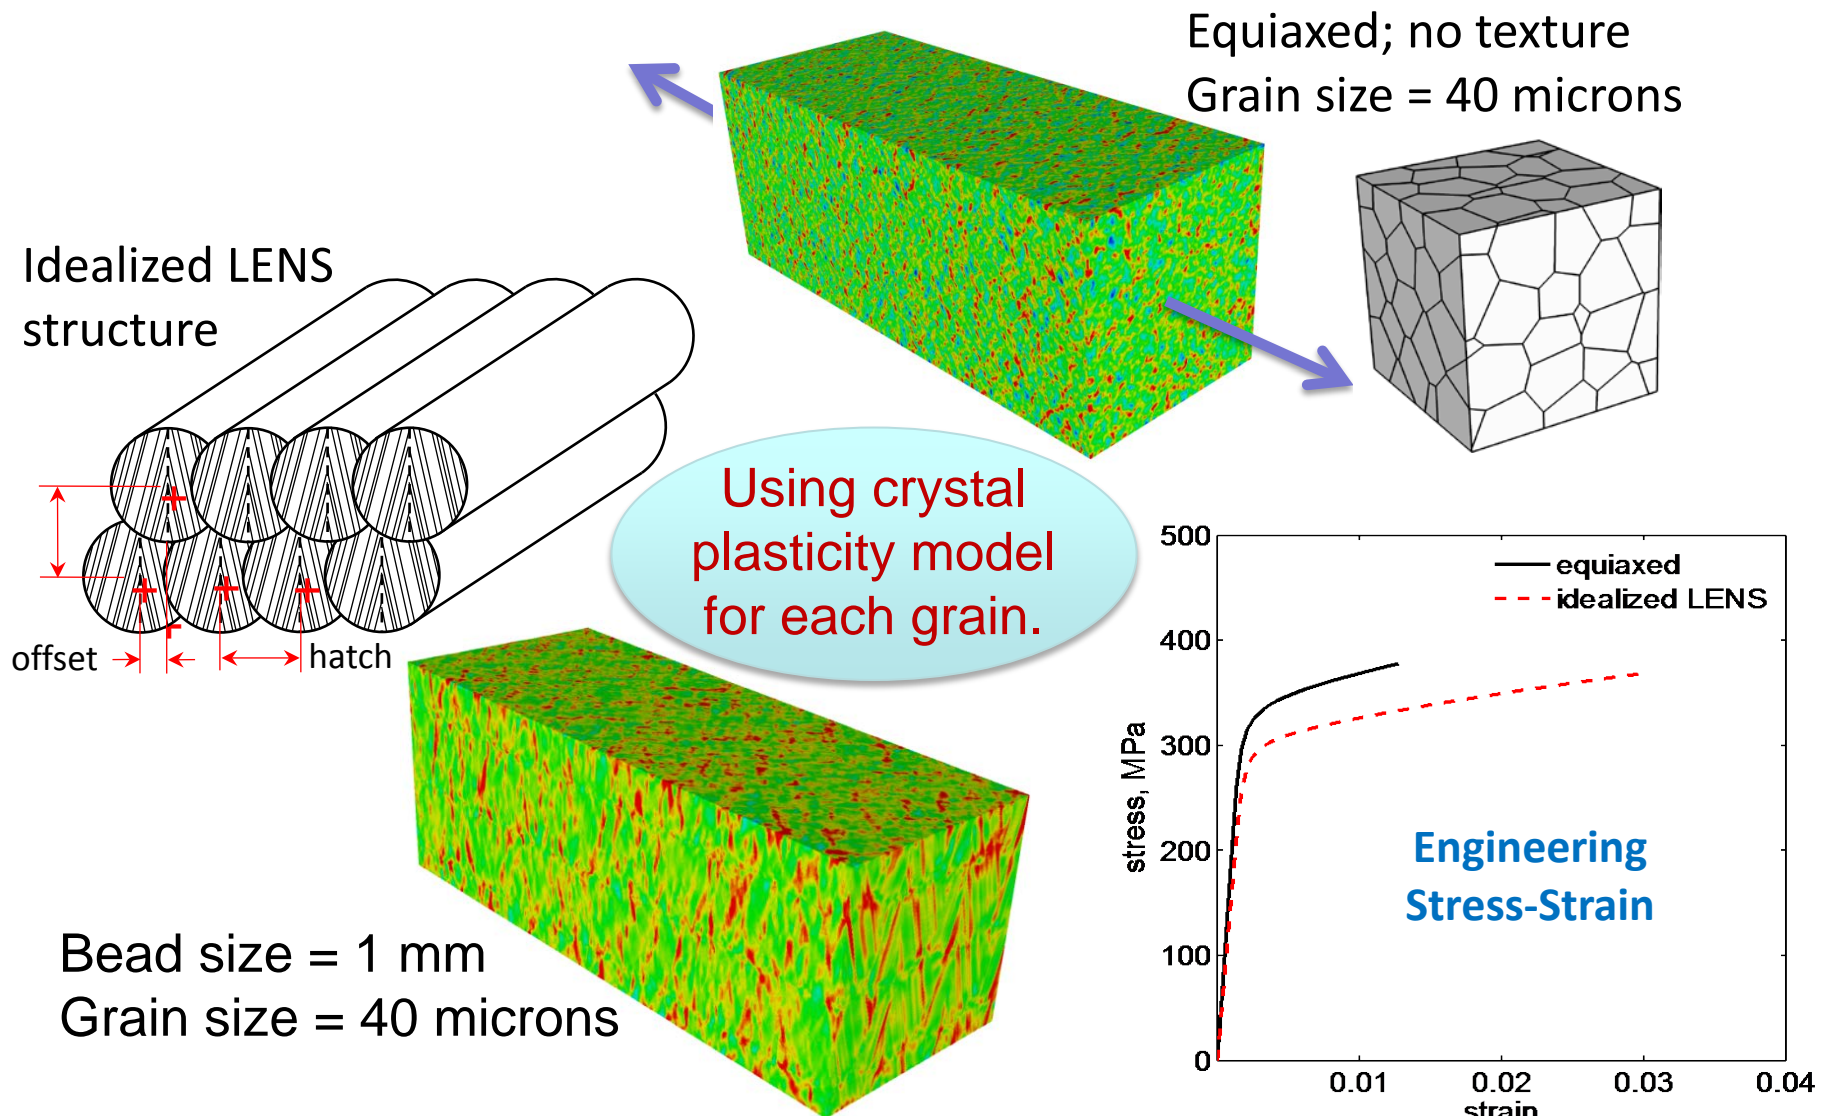 Equiaxed; no texture
Grain size = 40 microns
Idealized LENS
structure
offset
hatch
Using crystal
plasticity model
for each grain.
Bead size = 1 mm
Grain size = 40 microns
500
400
300
200
100
0
stress, MPa
equiaxed
idealized LENS
Engineering
Stress-Strain
0.01
0.02
0.03
0.04
strain